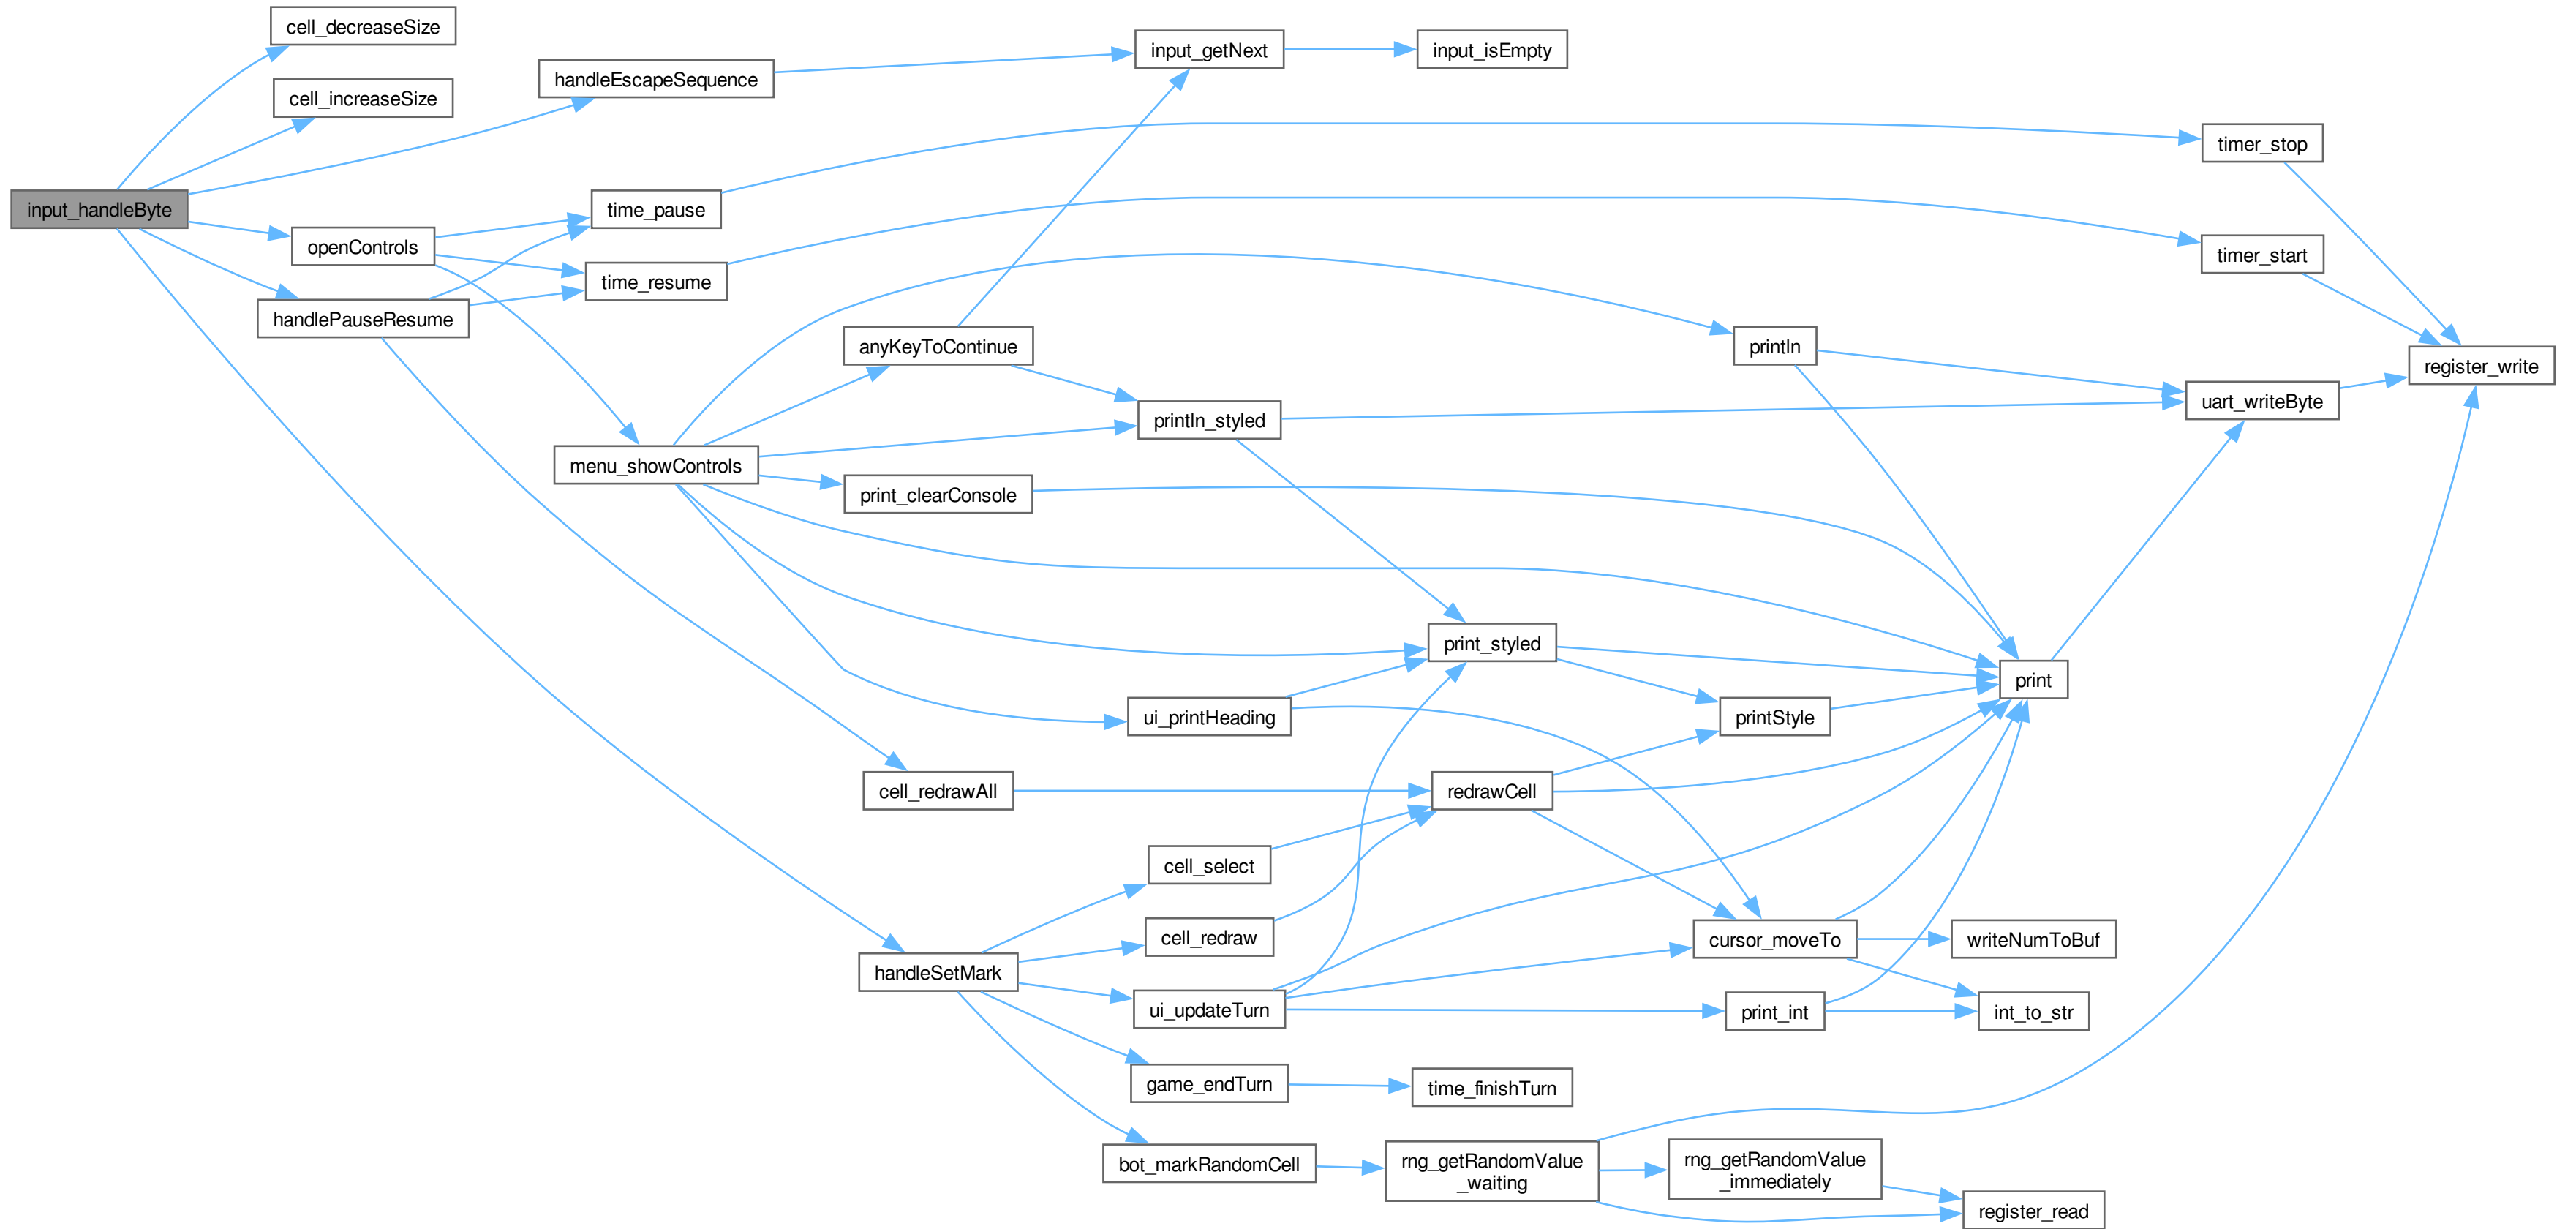 cell_decreaseSize
cell_increaseSize
handleEscapeSequence
input_getNext
input_isEmpty
timer_stop
input_handleByte
openControls
time_pause
timer_start
handlePauseResume
time_resume
anyKeyToContinue
println
register_write
println_styled
uart_writeByte
menu_showControls
print_clearConsole
print_styled
print
ui_printHeading
printStyle
cell_redrawAll
redrawCell
cell_select
cell_redraw
cursor_moveTo
writeNumToBuf
handleSetMark
ui_updateTurn
print_int
int_to_str
game_endTurn
time_finishTurn
bot_markRandomCell
rng_getRandomValue
_waiting
rng_getRandomValue
_immediately
register_read